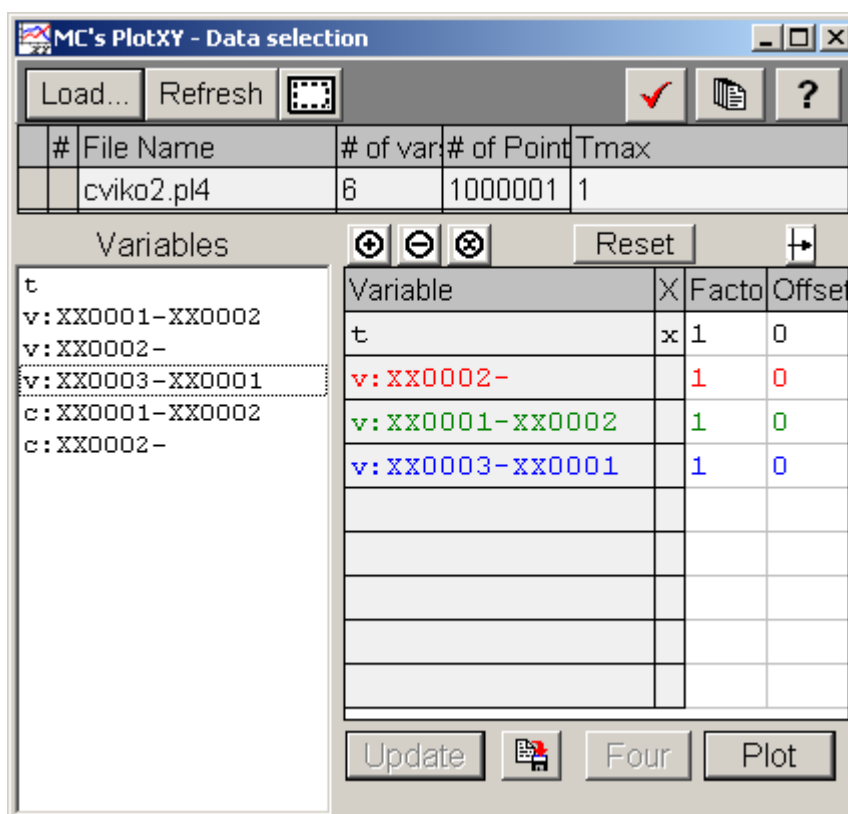 MC's PlotXY - Data selection
Load... Refresh ?
# File Name # of var # of Point Tmax
cviko2.pl4 6 1000001 1
Variables Reset
t
v:XX0001-XX0002
v:XX0002-
v:XX0003-XX0001
c:XX0001-XX0002
c:XX0002-
Variable X Facto Offset
t x 1 0
v:XX0002- 1 0
v:XX0001-XX0002 1 0
v:XX0003-XX0001 1 0
Update Four Plot